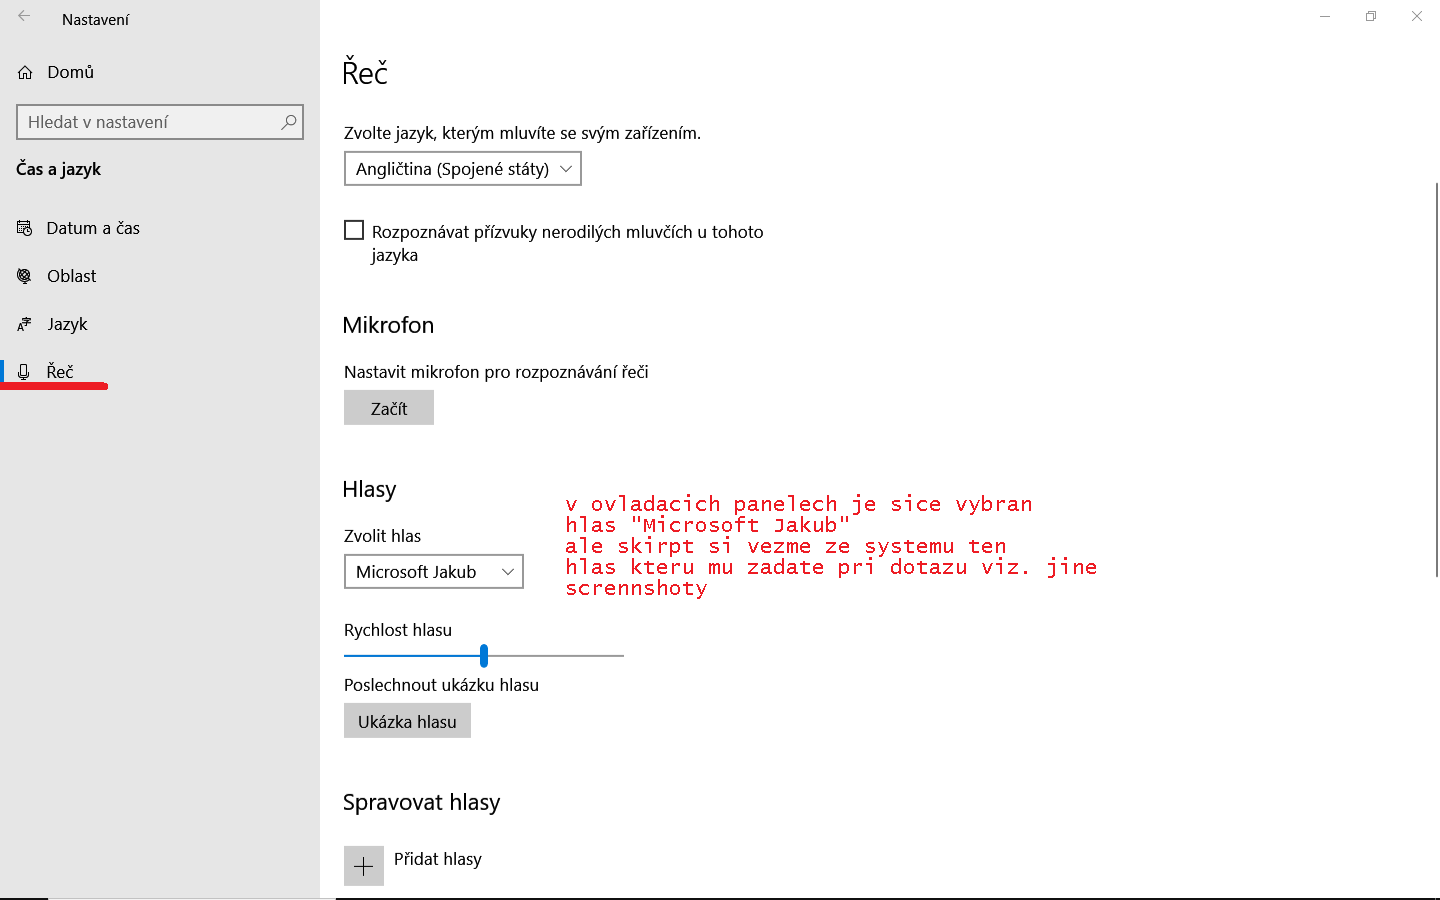 Nastavení
Domů
Hledat v nastavení
Čas a jazyk
Datum a čas
Oblast
Jazyk
Řeč
Řeč
Zvolte jazyk, kterým mluvíte se svým zařízením.
Angličtina (Spojené státy)
Rozpoznávat přízvuky nerodilých mluvčích u tohoto
jazyka
Mikrofon
Nastavit mikrofon pro rozpoznávání řeči
Začít
Hlasy
Zvolit hlas
Microsoft Jakub
v ovladacich panelech je sice vybran
hlas "Microsoft Jakub"
ale skirpt si vezme ze systemu ten
hlas kteru mu zadate pri dotazu viz. jine
scrennshoty
Rychlost hlasu
Poslechnout ukázku hlasu
Ukázka hlasu
Spravovat hlasy
Přidat hlasy